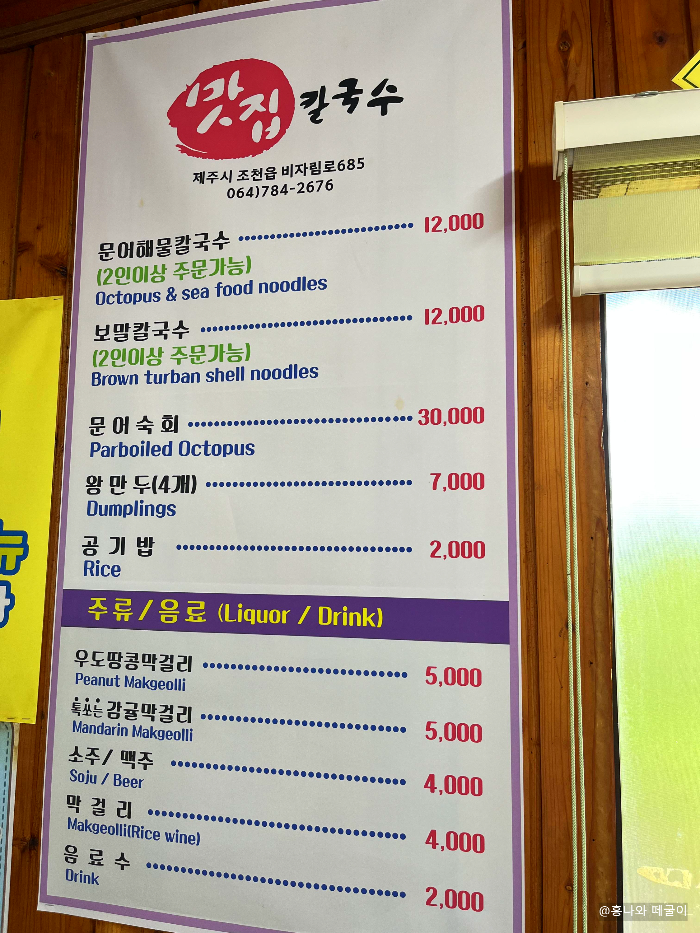 맛집 칼국수
제주시 조천읍 비자림로685
064)784-2676
문어해물칼국수 12,000
(2인이상 주문가능)
Octopus & sea food noodles
보말칼국수 12,000
(2인이상 주문가능)
Brown turban shell noodles
문어숙회 30,000
Parboiled Octopus
왕만두(4개) 7,000
Dumplings
공기밥 2,000
Rice
주류/음료 (Liquor / Drink)
우도땅콩막걸리 5,000
Peanut Makgeolli
톡쏘는감귤막걸리 5,000
Mandarin Makgeolli
소주/ 맥주 4,000
Soju / Beer
막걸리 4,000
Makgeolli(Rice wine)
음료수 2,000
Drink
@홍나와 떼굴이